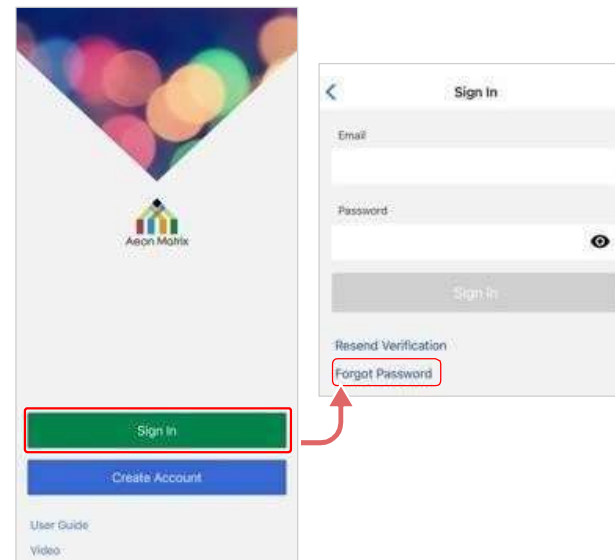 Aeon Matrix
Sign In
Create Account
User Guide
Video
Sign In
Email
Password
Sign In
Resend Verification
Forgot Password